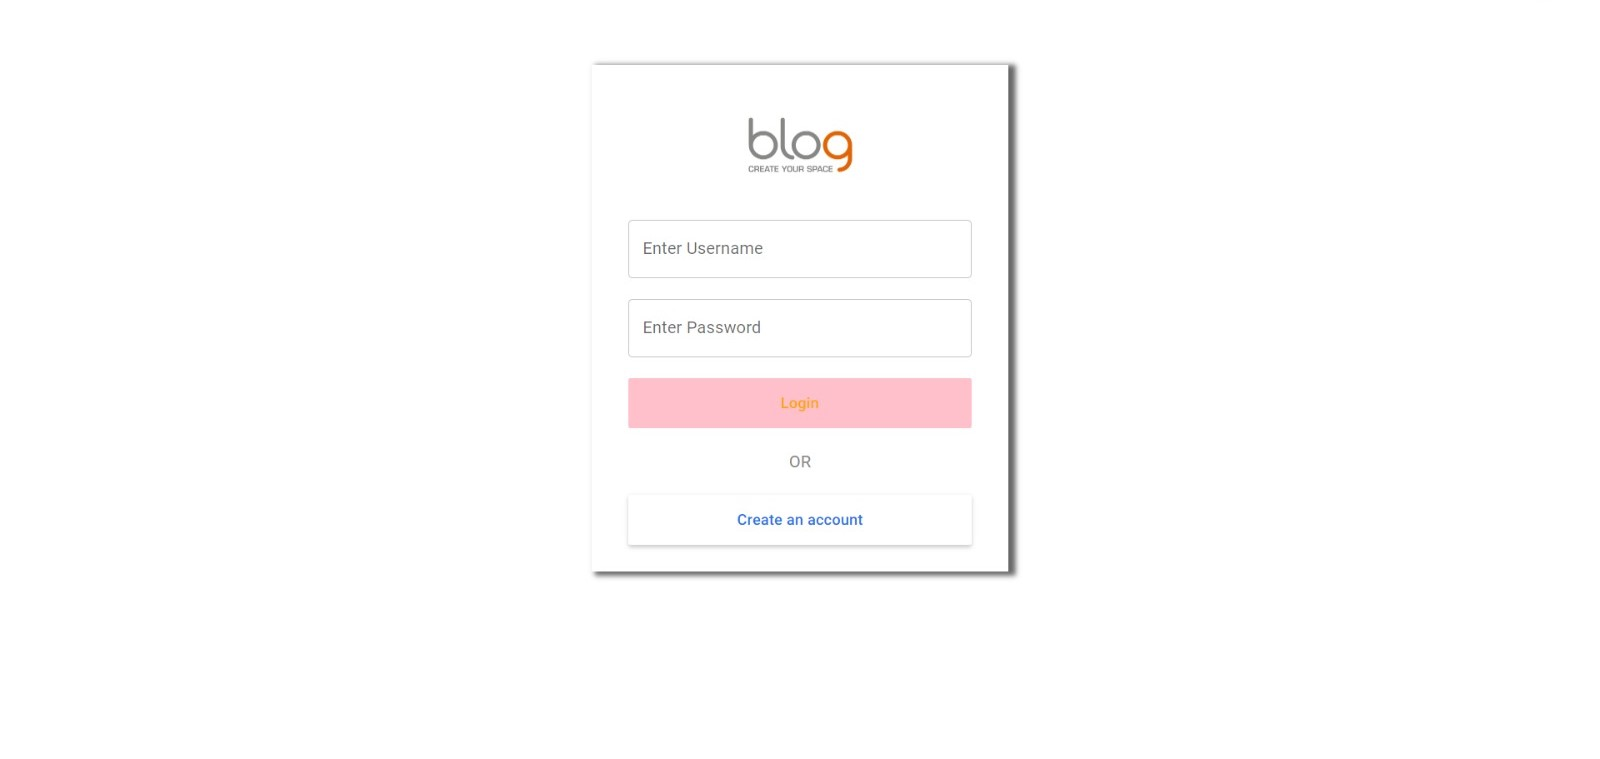 blog
CREATE YOUR SPACE
Enter Username
Enter Password
Login
OR
Create an account